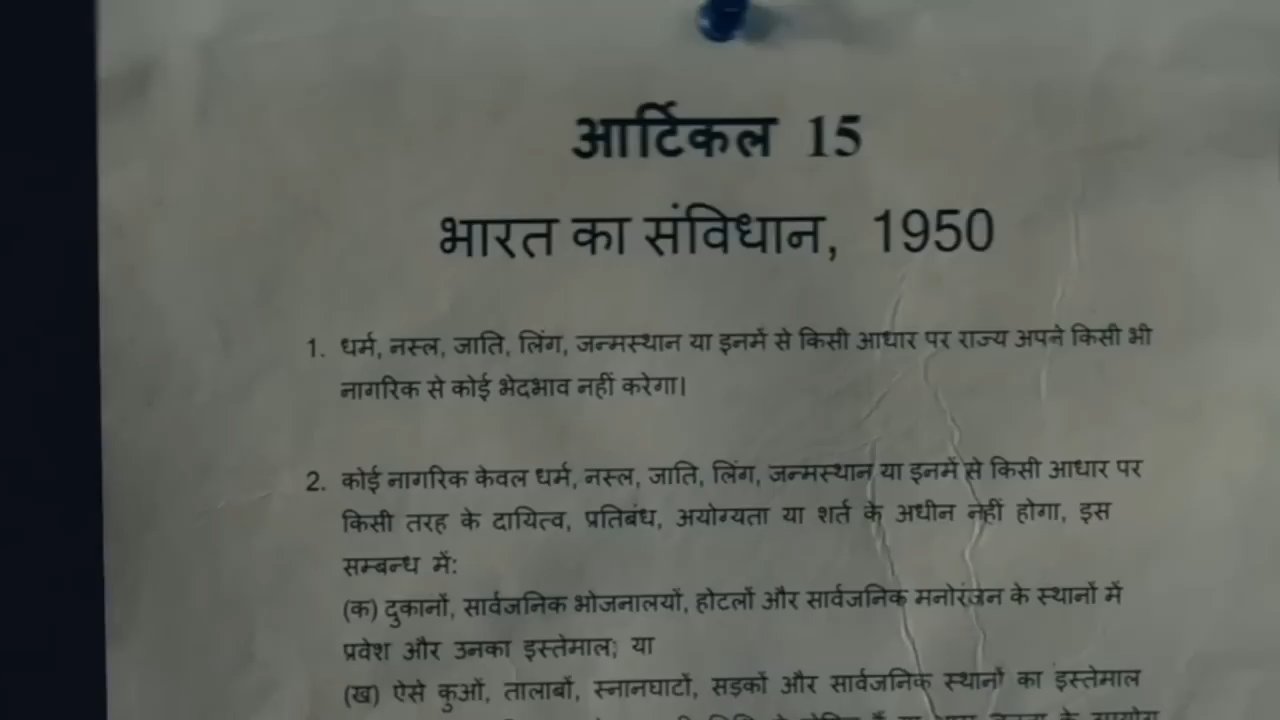 आर्टिकल 15
भारत का संविधान, 1950
1. धर्म, नस्ल, जाति, लिंग, जन्मस्थान या इनमें से किसी आधार पर राज्य अपने किसी भी
नागरिक से कोई भेदभाव नहीं करेगा।
2. कोई नागरिक केवल धर्म, नस्ल, जाति, लिंग, जन्मस्थान या इनमें से किसी आधार पर
किसी तरह के दायित्व, प्रतिबंध, अयोग्यता या शर्त के अधीन नहीं होगा, इस
सम्बन्ध में:
(क) दुकानों, सार्वजनिक भोजनालयों, होटलों और सार्वजनिक मनोरंजन के स्थानों में
प्रवेश और उनका इस्तेमाल; या
(ख) ऐसे कुओं, तालाबों, स्नानघाटों, सड़कों और सार्वजनिक स्थानों का इस्तेमाल